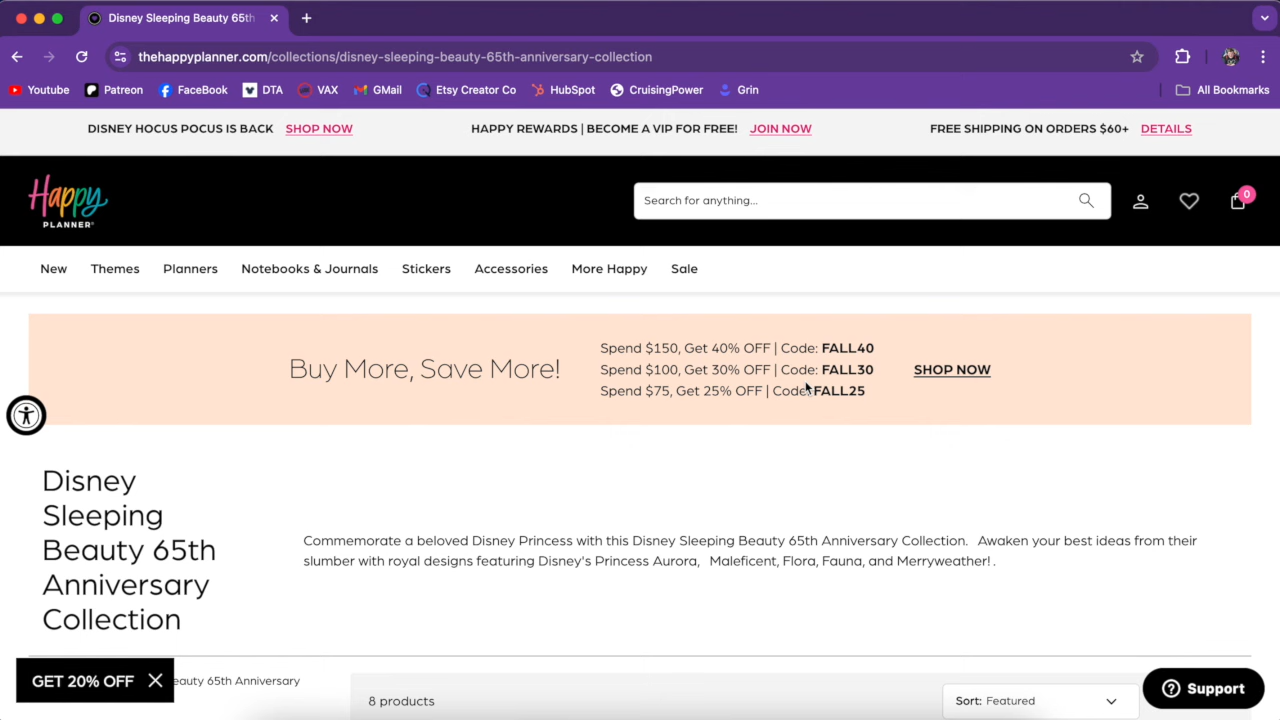 Disney Sleeping Beauty 65th
thehappyplanner.com/collections/disney-sleeping-beauty-65th-anniversary-collection
Youtube Patreon FaceBook DTA VAX GMail Etsy Creator Co HubSpot CruisingPower Grin All Bookmarks
DISNEY HOCUS POCUS IS BACK SHOP NOW HAPPY REWARDS | BECOME A VIP FOR FREE! JOIN NOW FREE SHIPPING ON ORDERS $60+ DETAILS
Happy
PLANNER®
Search for anything...
0
New Themes Planners Notebooks & Journals Stickers Accessories More Happy Sale
Buy More, Save More!
Spend $150, Get 40% OFF | Code: FALL40
Spend $100, Get 30% OFF | Code: FALL30
Spend $75, Get 25% OFF | Code: FALL25
SHOP NOW
Disney
Sleeping
Beauty 65th
Anniversary
Collection
Commemorate a beloved Disney Princess with this Disney Sleeping Beauty 65th Anniversary Collection. Awaken your best ideas from their
slumber with royal designs featuring Disney's Princess Aurora, Maleficent, Flora, Fauna, and Merryweather! .
GET 20% OFF
eauty 65th Anniversary
8 products
Sort: Featured
Support